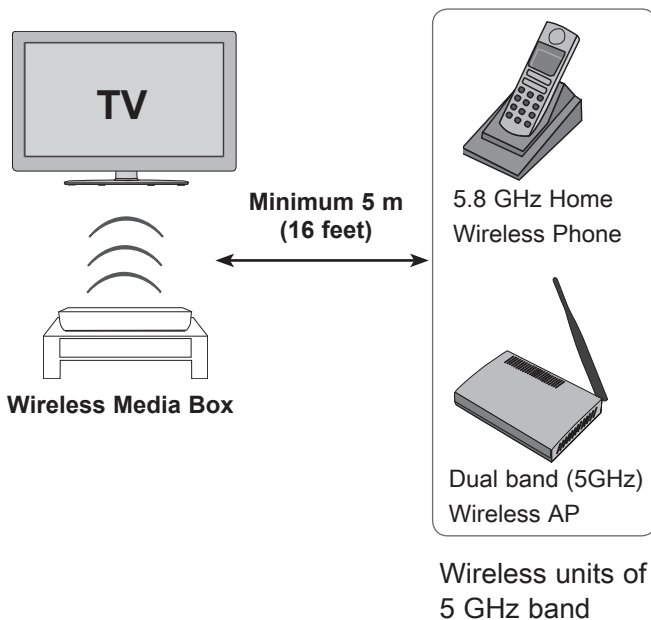 TV
Minimum 5 m
(16 feet)
Wireless Media Box
5.8 GHz Home
Wireless Phone
Dual band (5GHz)
Wireless AP
Wireless units of
5 GHz band